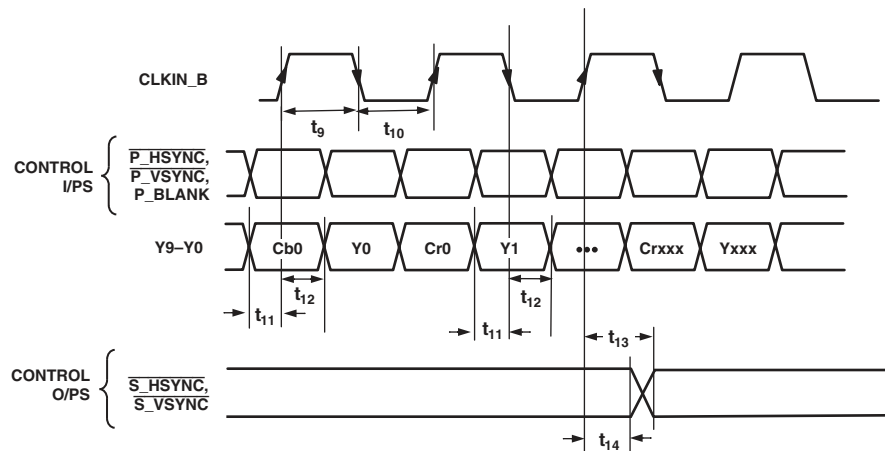 CLKIN_B
t9
t10
CONTROL
I/PS
P_HSYNC,
P_VSYNC,
P_BLANK
Y9–Y0
Cb0
Y0
Cr0
Y1
•••
Crxxx
Yxxx
t12
t12
t11
t11
t13
CONTROL
O/PS
S_HSYNC,
S_VSYNC
t14